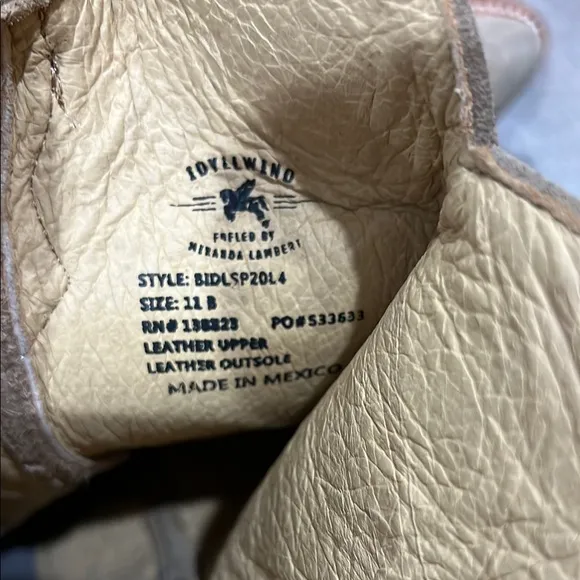 IDYLLWIND
FUELED BY
MIRANDA LAMBERT
STYLE: BIDLSP20L4
SIZE: 11 B
RN# 138823 PO#533633
LEATHER UPPER
LEATHER OUTSOLE
MADE IN MEXICO